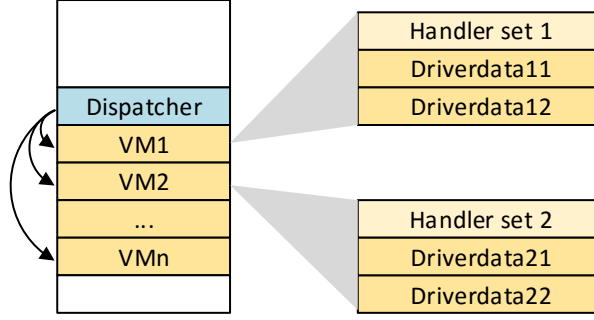 Dispatcher
VM1
VM2
...
VMn
Handler set 1
Driverdata11
Driverdata12
Handler set 2
Driverdata21
Driverdata22